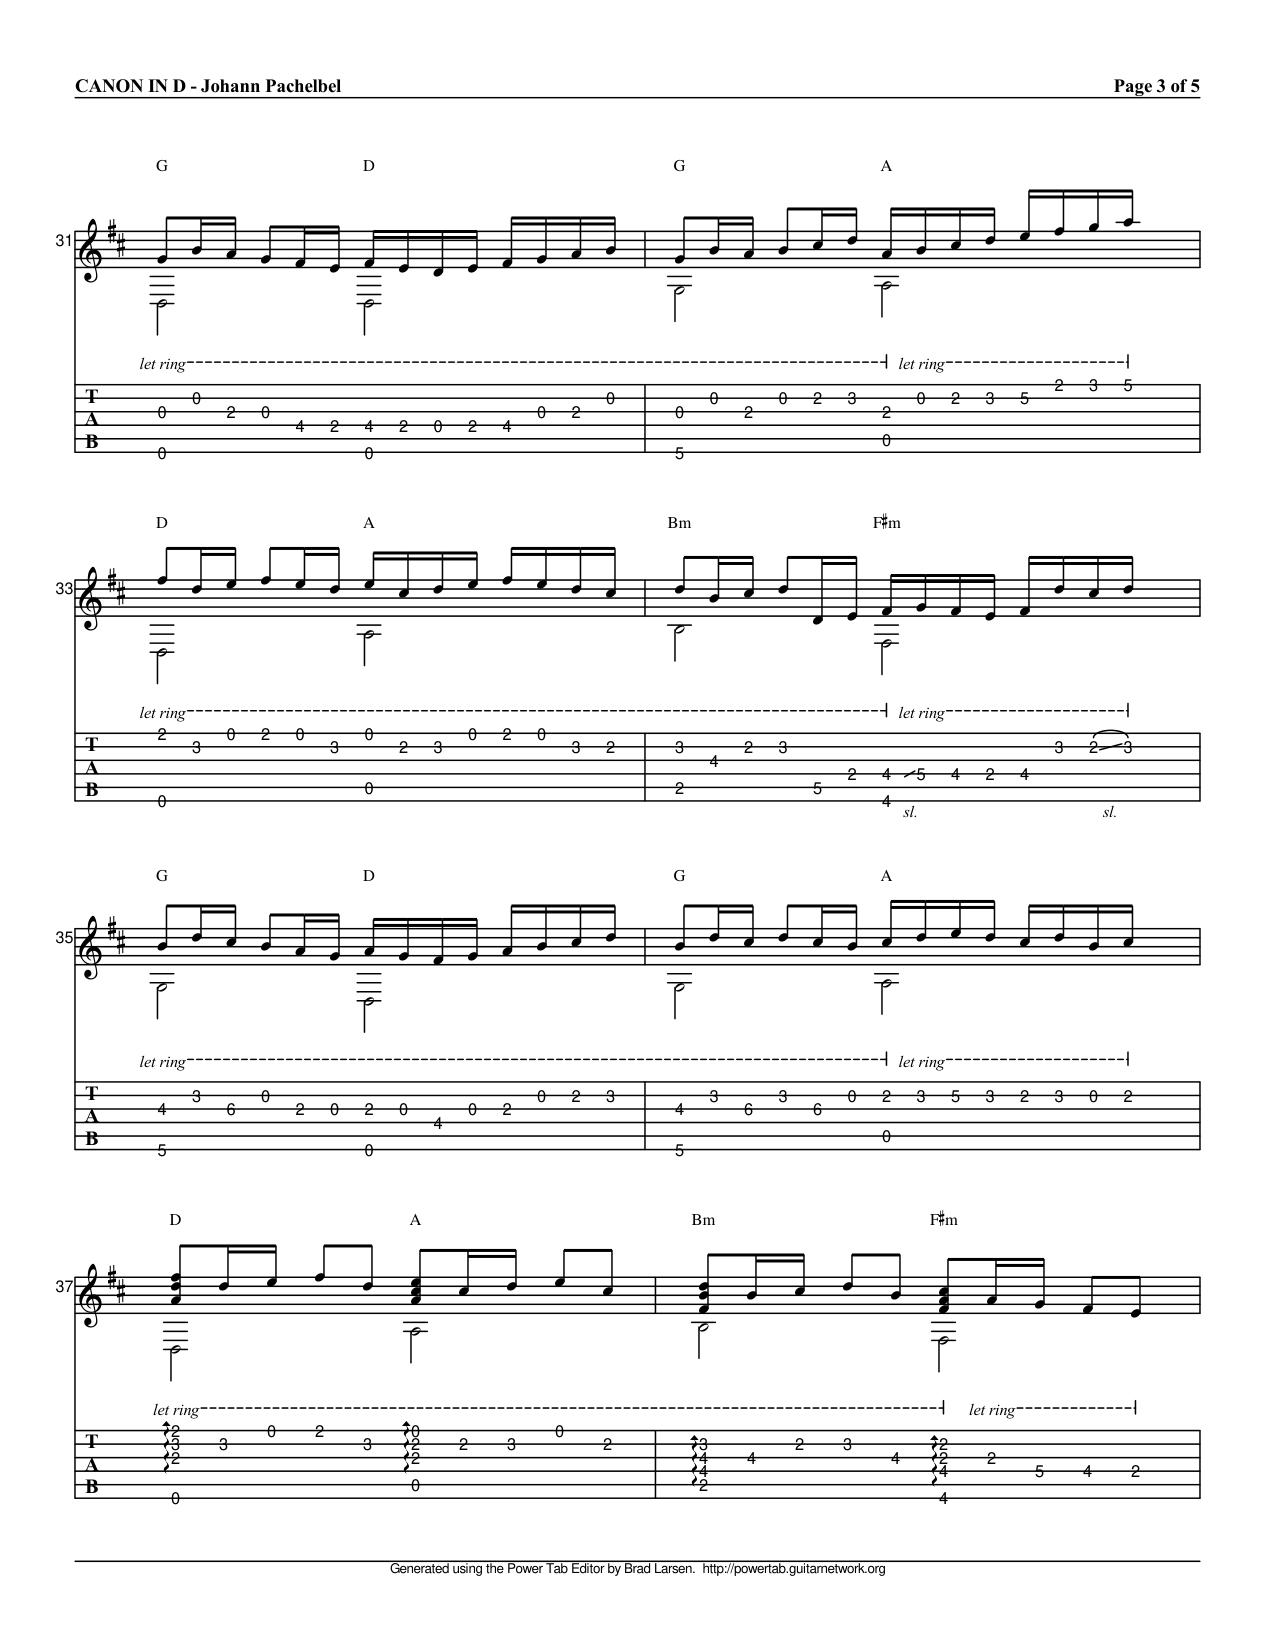 CANON IN D - Johann Pachelbel Page 3 of 5
G D G A
31
let ring let ring
T 0 2 3 5 0 0 2 3 0 2 3 5
A 0 2 0 0 2 0 2 2
B 4 2 4 2 0 2 4 0
0 0 5
D A Bm F#m
33
let ring let ring
2 0 2 0 0 0 2 0
T 3 3 2 3 3 2 3 2 3 3 2 3
A 4 2 4 5 4 2 4
B 0 2 5
0 4
sl. sl.
G D G A
35
let ring let ring
T 3 0 0 2 3 3 3 0 2 3 5 3 2 3 0 2
A 4 6 2 0 2 0 0 2 4 6 6
B 4 0
5 0 5
D A Bm F#m
37
let ring let ring
2 0 2 0 0
T 3 3 3 2 2 3 2 3 2 3 2
A 2 2 4 4 4 2 2
4 4 5 4 2
B 0 2
0 4
Generated using the Power Tab Editor by Brad Larsen. http://powertab.guitarnetwork.org